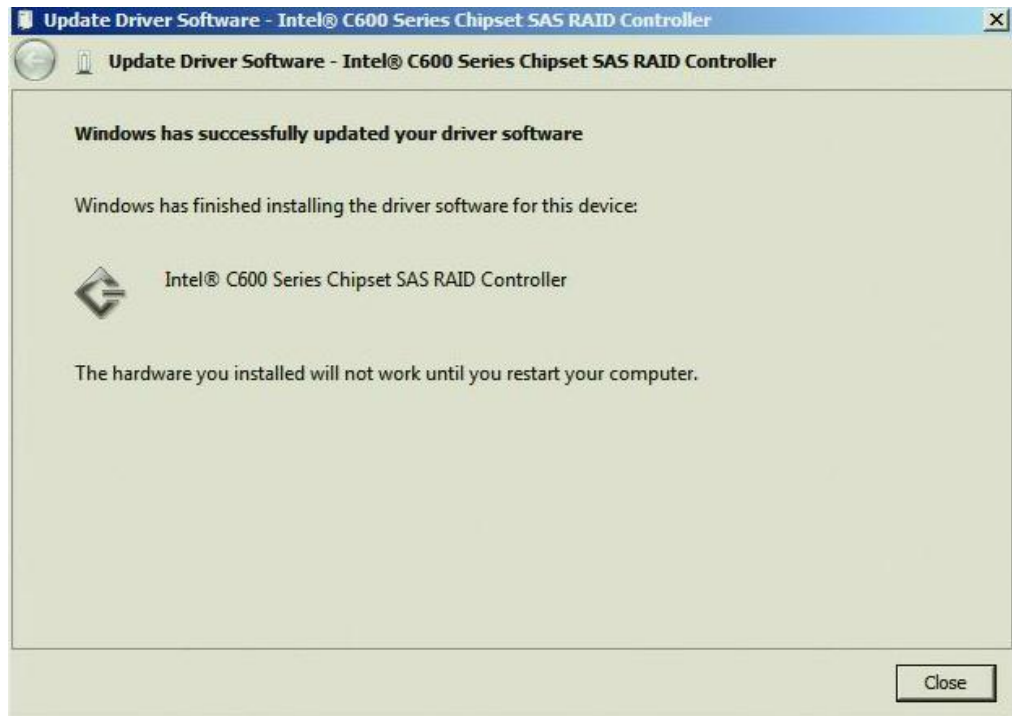 Update Driver Software - Intel® C600 Series Chipset SAS RAID Controller
Update Driver Software - Intel® C600 Series Chipset SAS RAID Controller
Windows has successfully updated your driver software
Windows has finished installing the driver software for this device:
Intel® C600 Series Chipset SAS RAID Controller
The hardware you installed will not work until you restart your computer.
Close